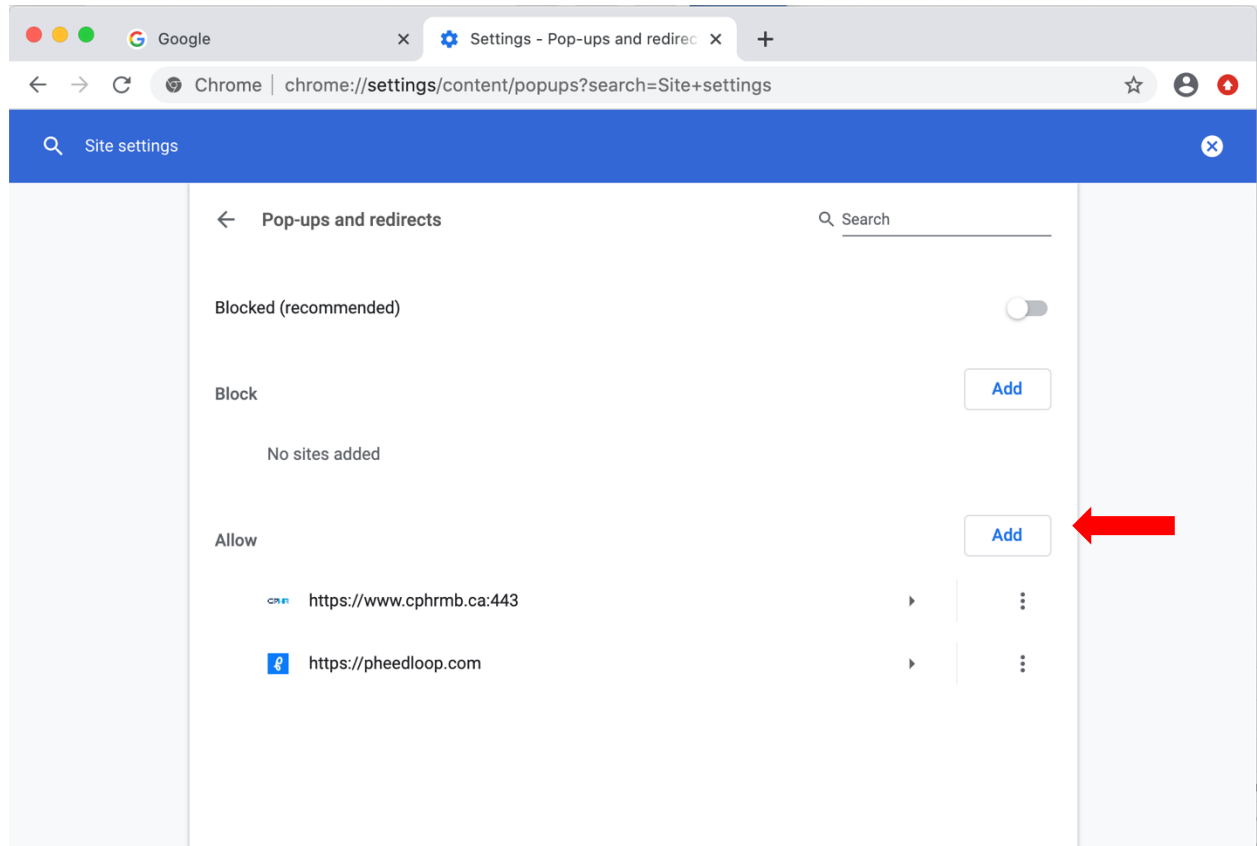 Google
Settings - Pop-ups and redirec
Chrome | chrome://settings/content/popups?search=Site+settings
Site settings
Pop-ups and redirects
Search
Blocked (recommended)
Block
Add
No sites added
Allow
Add
CPHR https://www.cphrmb.ca:443
https://pheedloop.com